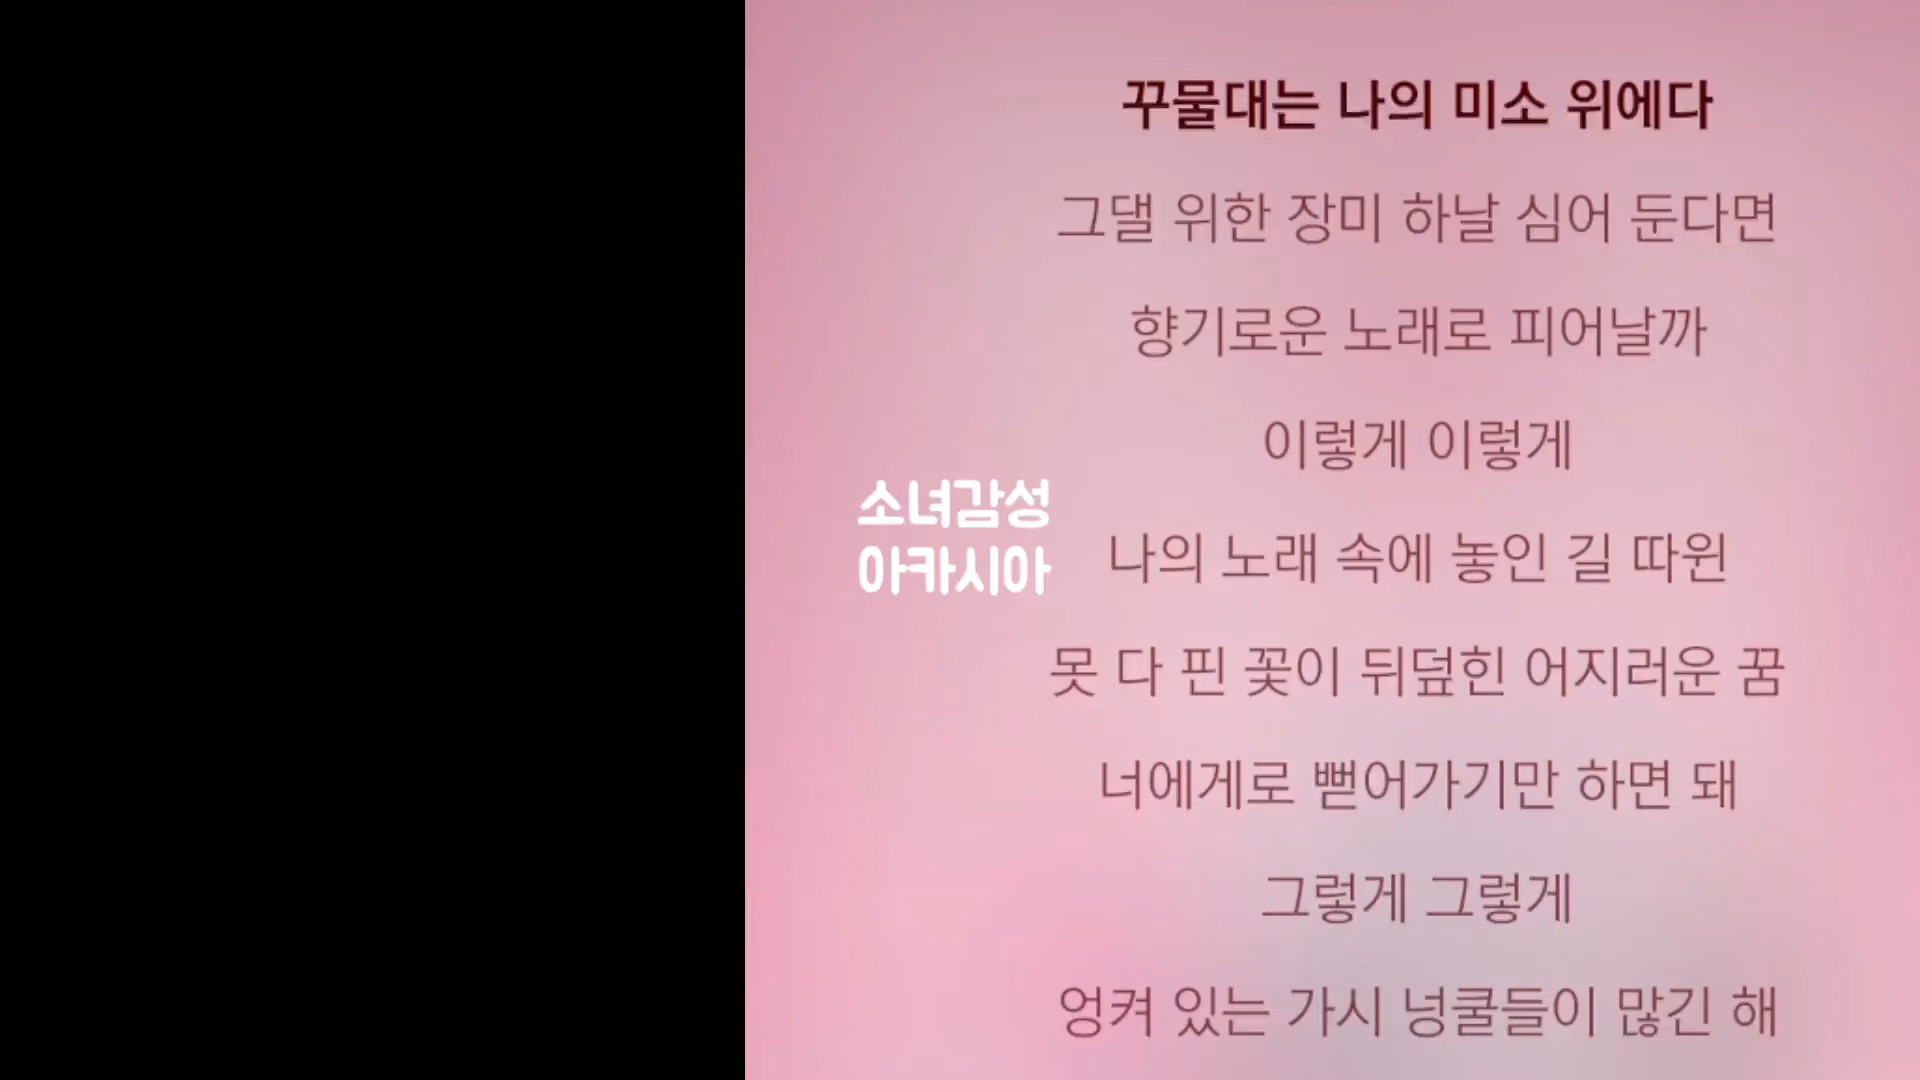 꾸물대는 나의 미소 위에다
그댈 위한 장미 하날 심어 둔다면
향기로운 노래로 피어날까
이렇게 이렇게
소녀감성
아카시아
나의 노래 속에 놓인 길 따윈
못 다 핀 꽃이 뒤덮힌 어지러운 꿈
너에게로 뻗어가기만 하면 돼
그렇게 그렇게
엉켜 있는 가시 넝쿨들이 많긴 해